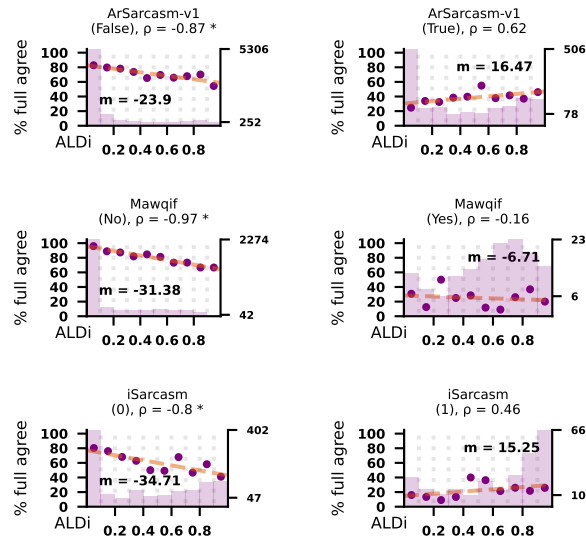 ArSarcasm-v1
(False), ρ = -0.87 *
% full agree
100
80
60
40
20
0
5306
252
m = -23.9
ALDi
0.2 0.4 0.6 0.8
ArSarcasm-v1
(True), ρ = 0.62
% full agree
100
80
60
40
20
0
506
78
m = 16.47
ALDi
0.2 0.4 0.6 0.8
Mawqif
(No), ρ = -0.97 *
% full agree
100
80
60
40
20
0
2274
42
m = -31.38
ALDi
0.2 0.4 0.6 0.8
Mawqif
(Yes), ρ = -0.16
% full agree
100
80
60
40
20
0
23
6
m = -6.71
ALDi
0.2 0.4 0.6 0.8
iSarcasm
(0), ρ = -0.8 *
% full agree
100
80
60
40
20
0
402
47
m = -34.71
ALDi
0.2 0.4 0.6 0.8
iSarcasm
(1), ρ = 0.46
% full agree
100
80
60
40
20
0
66
10
m = 15.25
ALDi
0.2 0.4 0.6 0.8